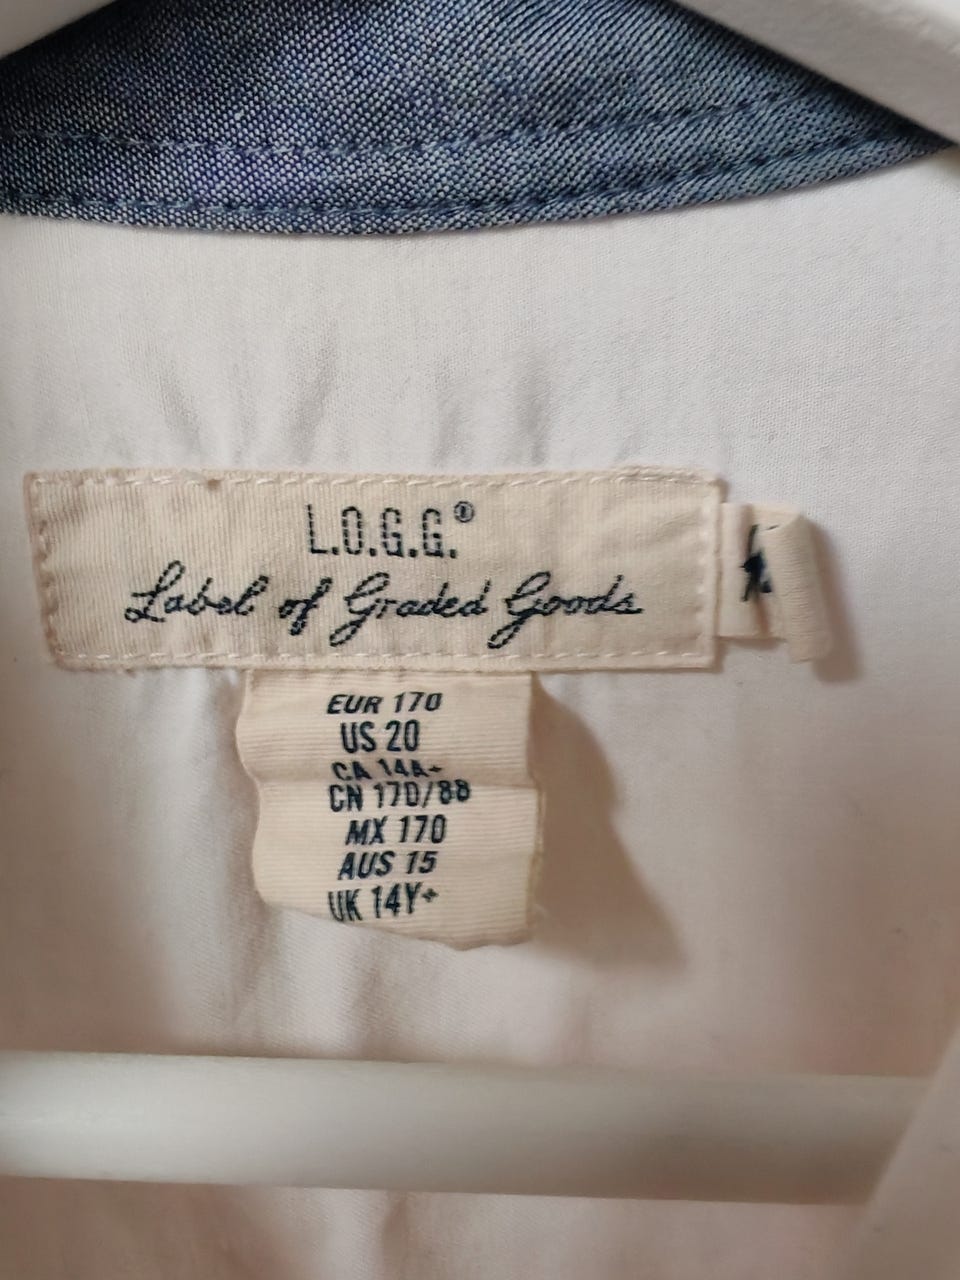 L.O.G.G.®
Label of Graded Goods
EUR 170
US 20
CA 14A+
CN 170/88
MX 170
AUS 15
UK 14Y+